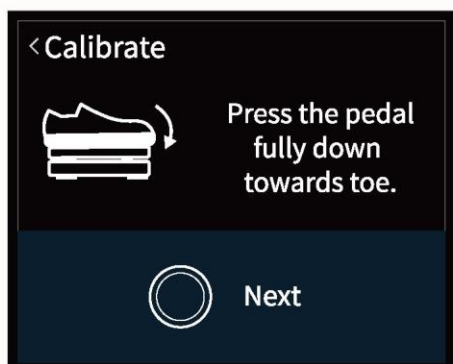 <Calibrate
Press the pedal
fully down
towards toe.
Next